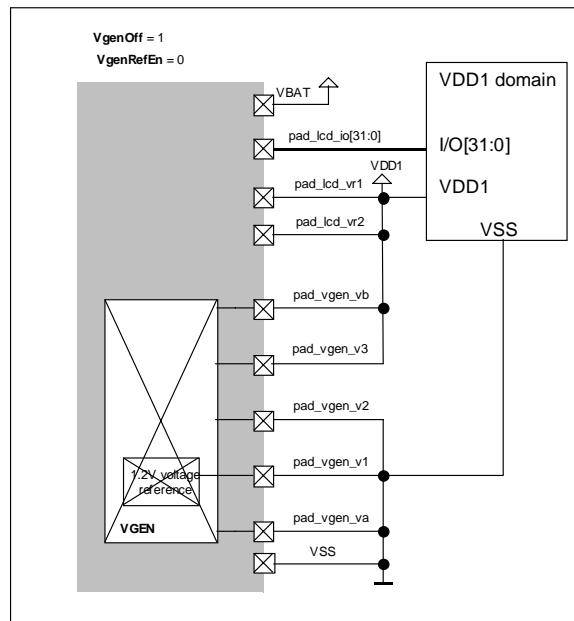 VgenOff = 1
VgenRefEn = 0
VBAT
VDD1 domain
pad_lcd_io[31:0]
I/O[31:0]
VDD1
pad_lcd_vr1
VDD1
pad_lcd_vr2
VSS
pad_vgen_vb
pad_vgen_v3
pad_vgen_v2
pad_vgen_v1
1.2V voltage
reference
pad_vgen_va
VGEN
VSS